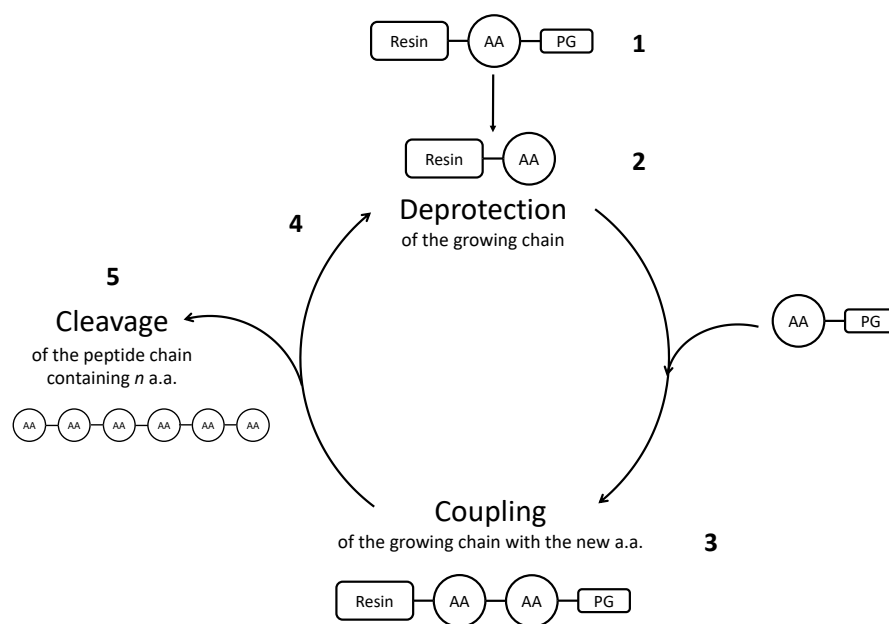 Resin AA PG 1
Resin AA 2
Deprotection
of the growing chain
4
5
Cleavage
of the peptide chain
containing n a.a.
AA AA AA AA AA AA
AA PG
Coupling
of the growing chain with the new a.a.
3
Resin AA AA PG